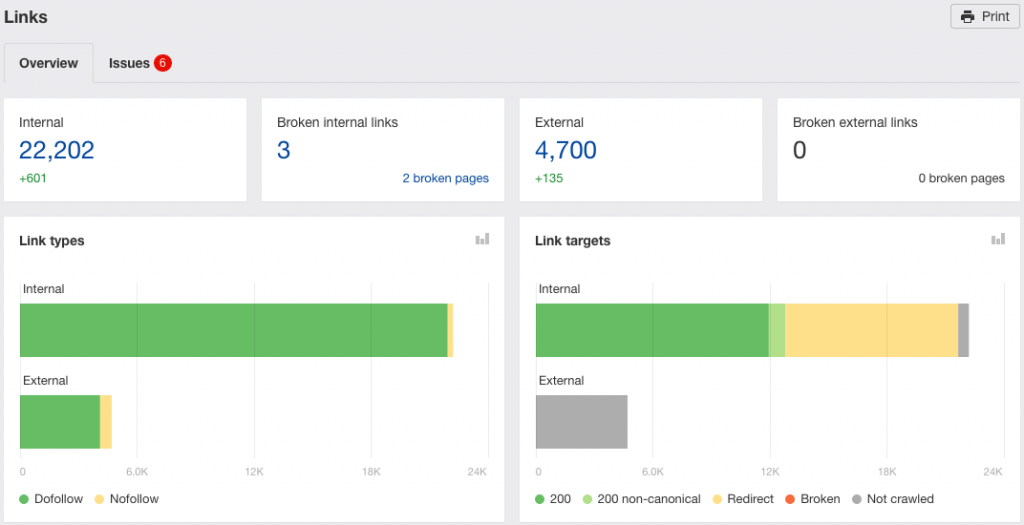 Links
Print
Overview Issues 6
Internal
22,202
+601
Broken internal links
3
2 broken pages
External
4,700
+135
Broken external links
0
0 broken pages
Link types
Internal
External
0 6.0K 12K 18K 24K
Dofollow Nofollow
Link targets
Internal
External
0 6.0K 12K 18K 24K
200 200 non-canonical Redirect Broken Not crawled